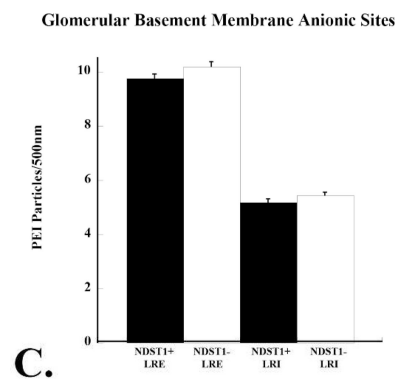 Glomerular Basement Membrane Anionic Sites
PEI Particles/500nm
10
8
6
4
2
0
NDST1+ NDST1- NDST1+ NDST1-
LRE LRE LRI LRI
C.